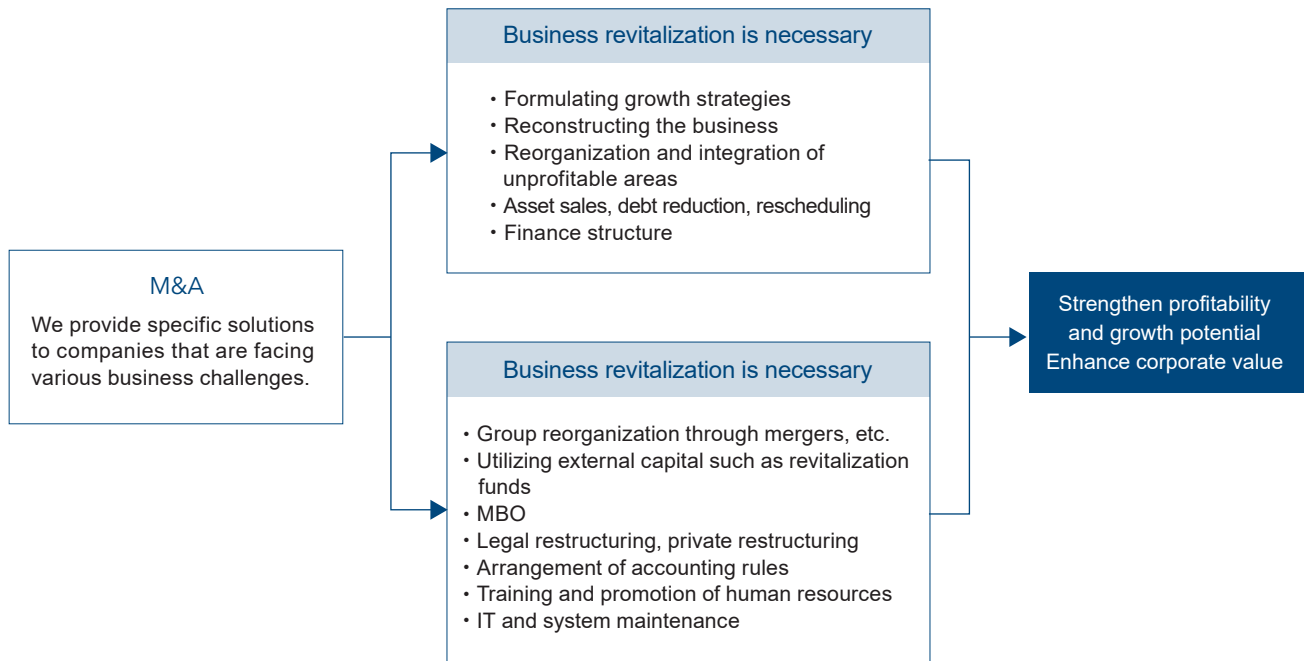 M&A
We provide specific solutions
to companies that are facing
various business challenges.
Business revitalization is necessary
・Formulating growth strategies
・Reconstructing the business
・Reorganization and integration of
unprofitable areas
・Asset sales, debt reduction, rescheduling
・Finance structure
Business revitalization is necessary
・Group reorganization through mergers, etc.
・Utilizing external capital such as revitalization
funds
・MBO
・Legal restructuring, private restructuring
・Arrangement of accounting rules
・Training and promotion of human resources
・IT and system maintenance
Strengthen profitability
and growth potential
Enhance corporate value